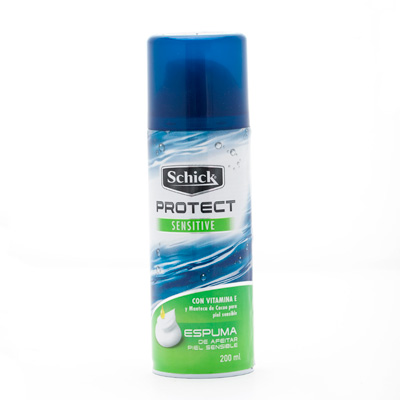 Schick
PROTECT
SENSITIVE
CON VITAMINA E
y Manteca de Cacao para
piel sensible
ESPUMA
DE AFEITAR
PIEL SENSIBLE
200 ml